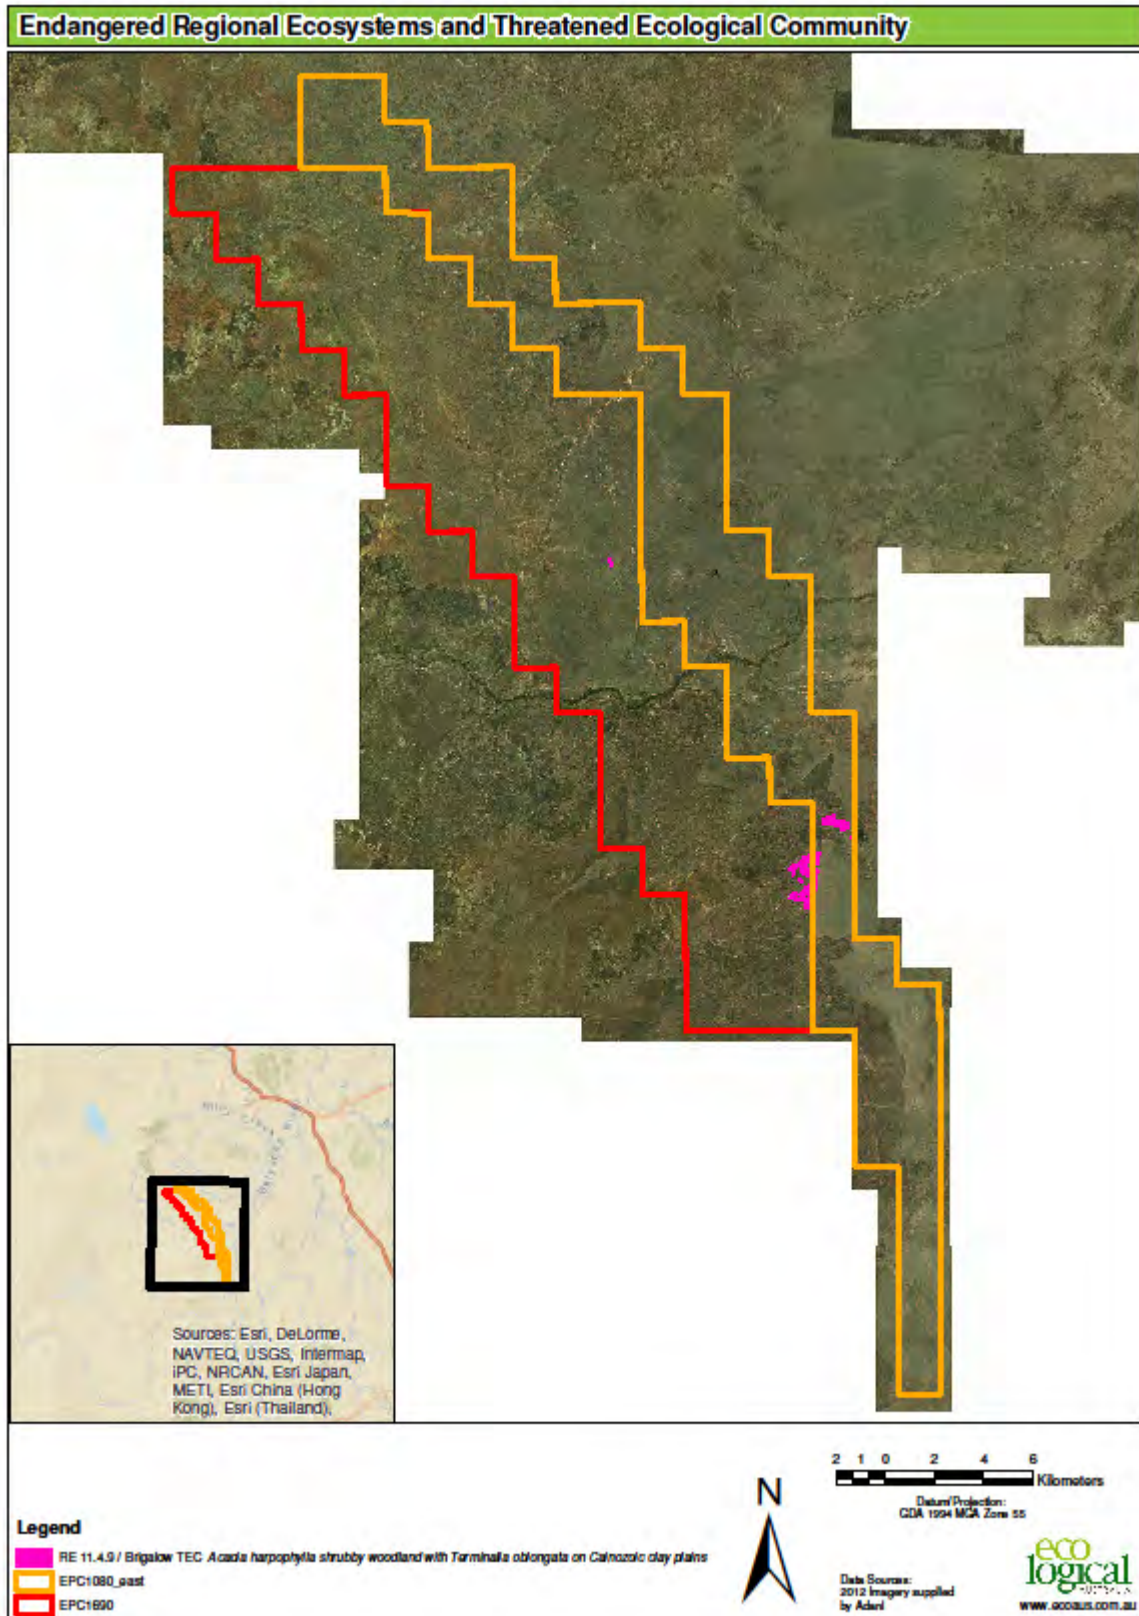 Endangered Regional Ecosystems and Threatened Ecological Community
Sources: Esri, DeLorme,
NAVTEQ, USGS, Intermap,
iPC, NRCAN, Esri Japan,
METI, Esri China (Hong
Kong), Esri (Thailand),
2 1 0 2 4 6
Kilometers
Datum/Projection:
GDA 1994 MGA Zone 55
N
Legend
RE 11.4.9 / Brigalow TEC Acacia harpophylla shrubby woodland with Terminalia oblongata on Cainozoic clay plains
EPC1080_east
EPC1690
Data Sources:
2012 Imagery supplied
by Adani
eco
logical
AUSTRALIA
www.ecoaus.com.au